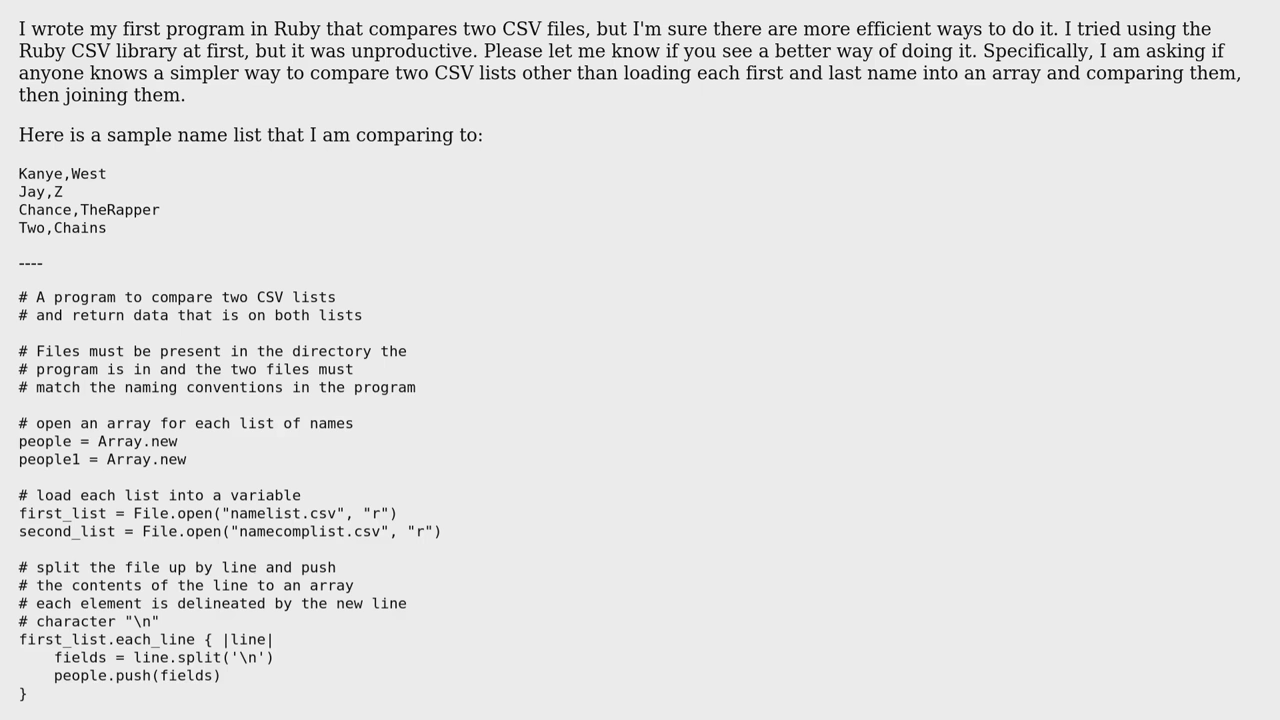 I wrote my first program in Ruby that compares two CSV files, but I'm sure there are more efficient ways to do it. I tried using the
Ruby CSV library at first, but it was unproductive. Please let me know if you see a better way of doing it. Specifically, I am asking if
anyone knows a simpler way to compare two CSV lists other than loading each first and last name into an array and comparing them,
then joining them.
Here is a sample name list that I am comparing to:
Kanye,West
Jay,Z
Chance,TheRapper
Two,Chains
----
# A program to compare two CSV lists
# and return data that is on both lists
# Files must be present in the directory the
# program is in and the two files must
# match the naming conventions in the program
# open an array for each list of names
people = Array.new
people1 = Array.new
# load each list into a variable
first_list = File.open("namelist.csv", "r")
second_list = File.open("namecomplist.csv", "r")
# split the file up by line and push
# the contents of the line to an array
# each element is delineated by the new line
# character "\n"
first_list.each_line { |line|
    fields = line.split('\n')
    people.push(fields)
}